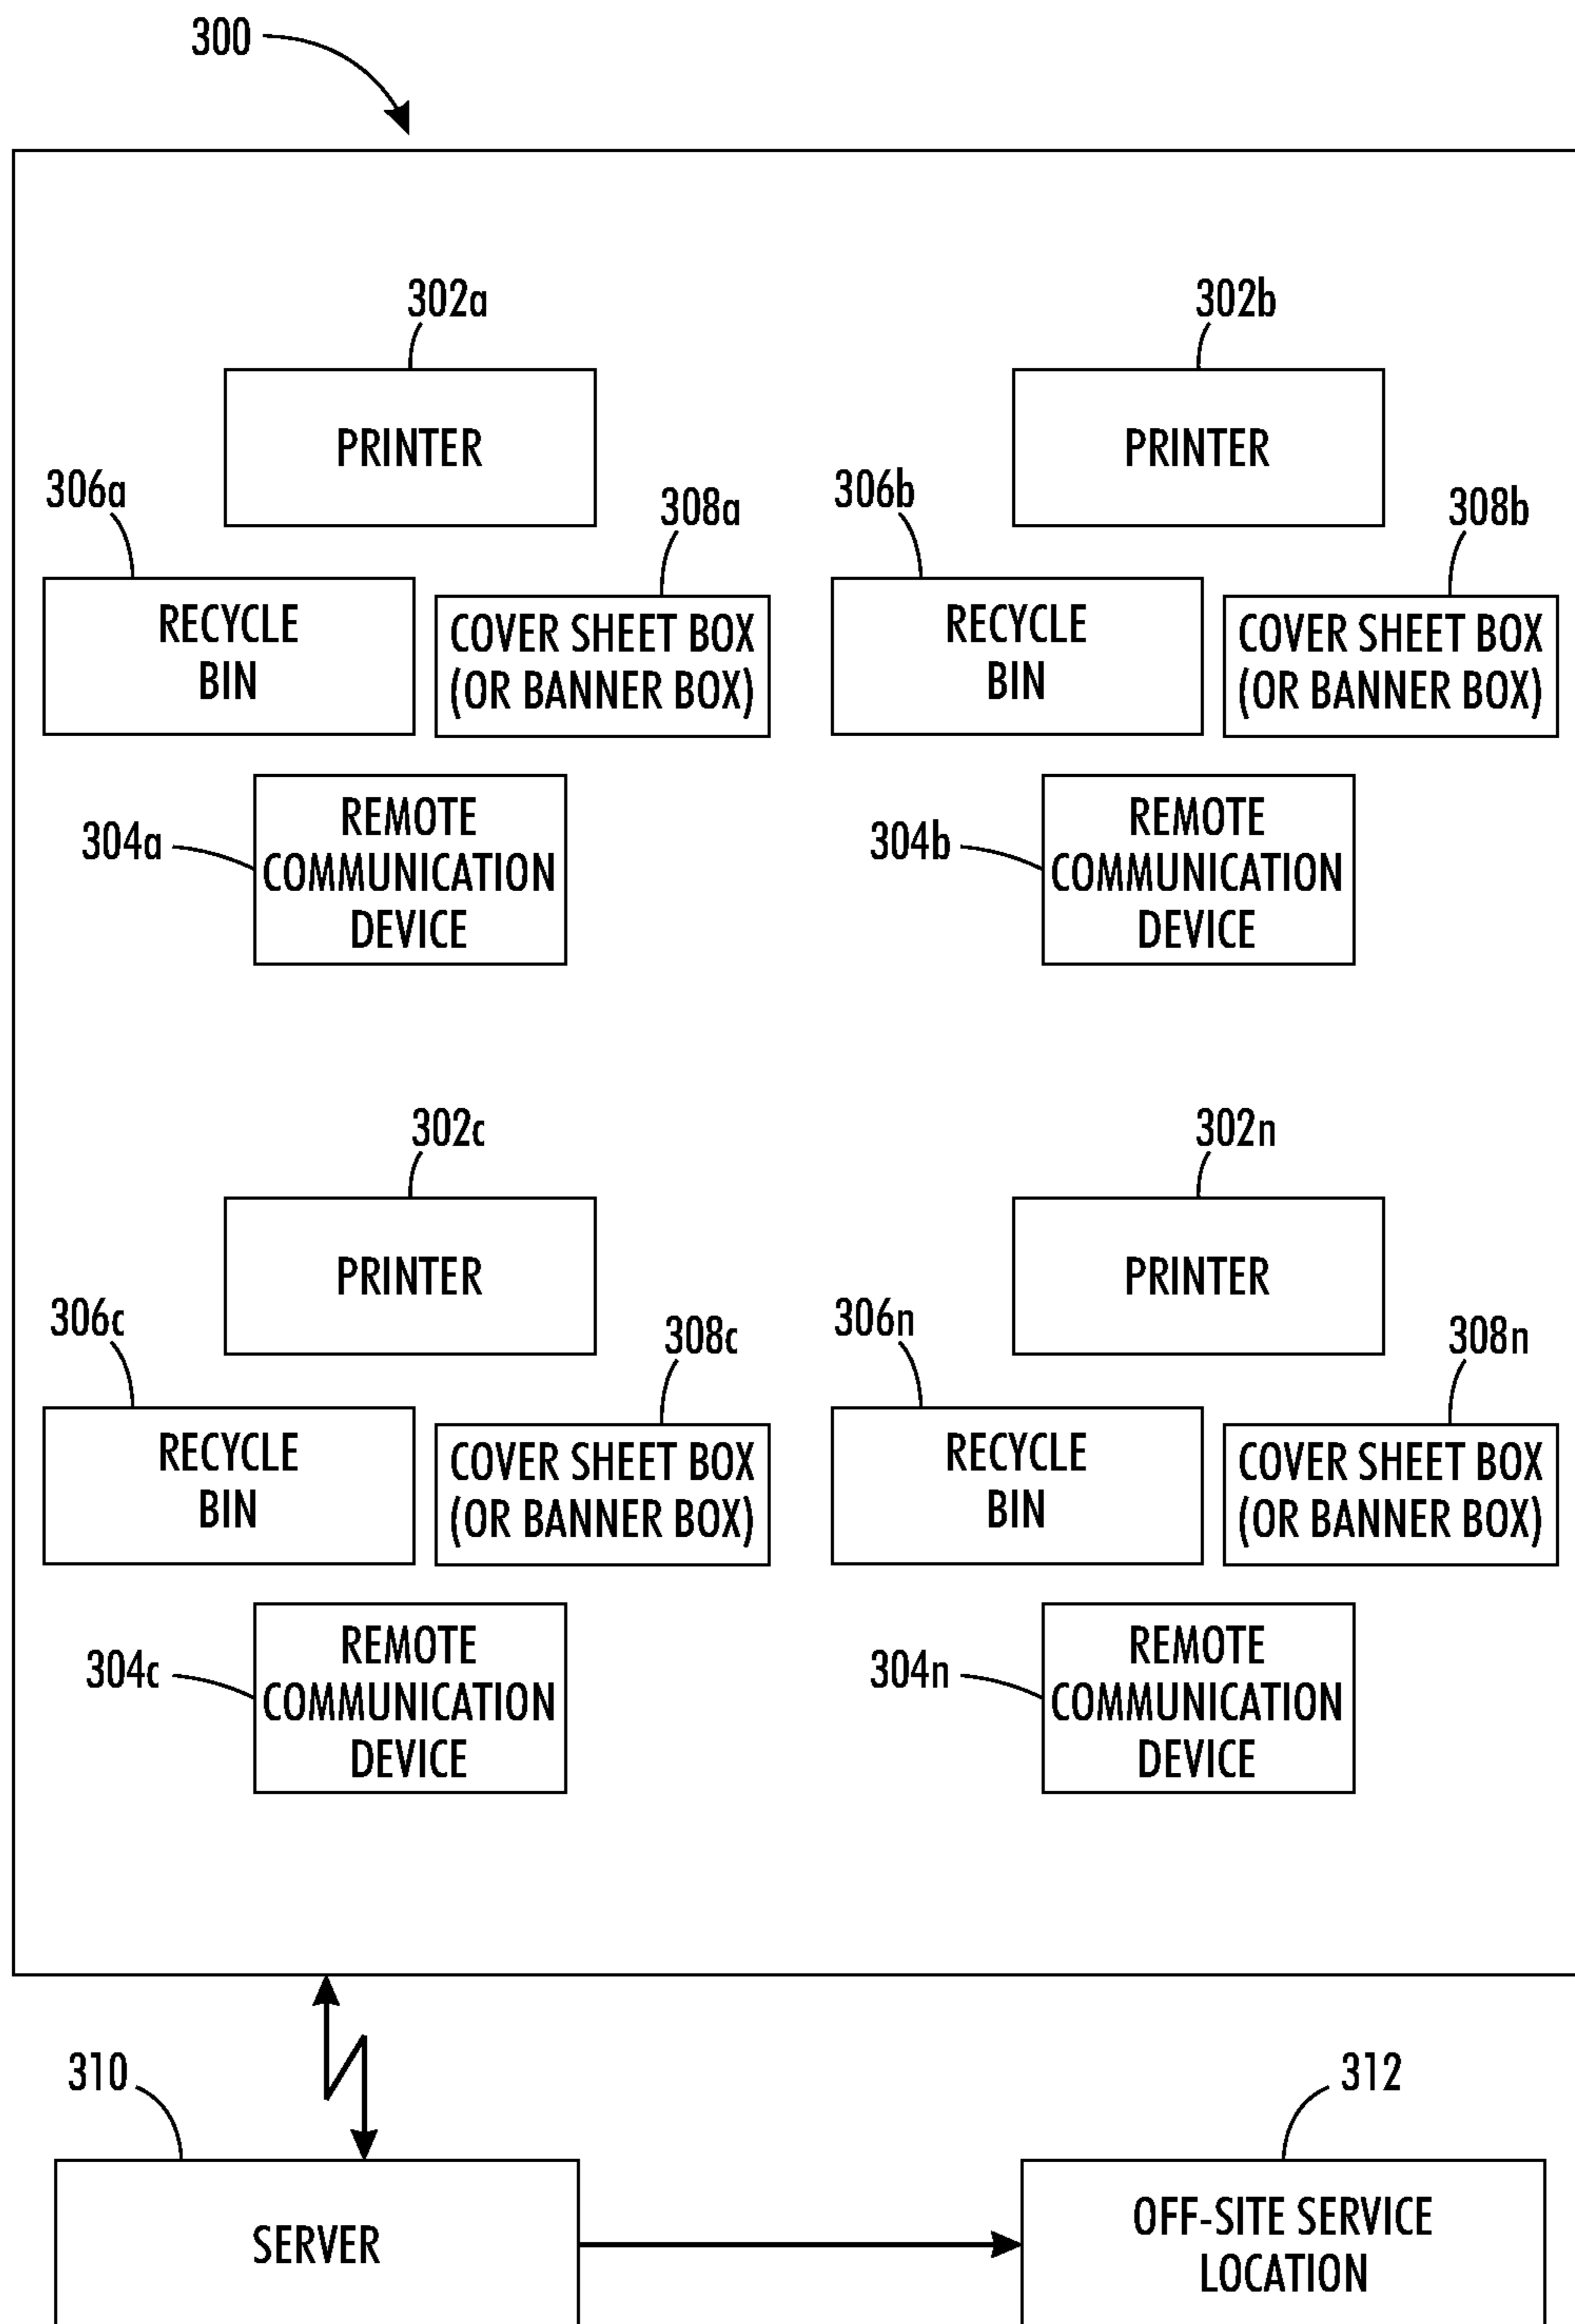 300
302a
302b
PRINTER
PRINTER
306a
308a
306b
308b
RECYCLE
BIN
COVER SHEET BOX
(OR BANNER BOX)
RECYCLE
BIN
COVER SHEET BOX
(OR BANNER BOX)
304a
REMOTE
COMMUNICATION
DEVICE
304b
REMOTE
COMMUNICATION
DEVICE
302c
302n
PRINTER
PRINTER
306c
308c
306n
308n
RECYCLE
BIN
COVER SHEET BOX
(OR BANNER BOX)
RECYCLE
BIN
COVER SHEET BOX
(OR BANNER BOX)
304c
REMOTE
COMMUNICATION
DEVICE
304n
REMOTE
COMMUNICATION
DEVICE
310
312
SERVER
OFF-SITE SERVICE
LOCATION